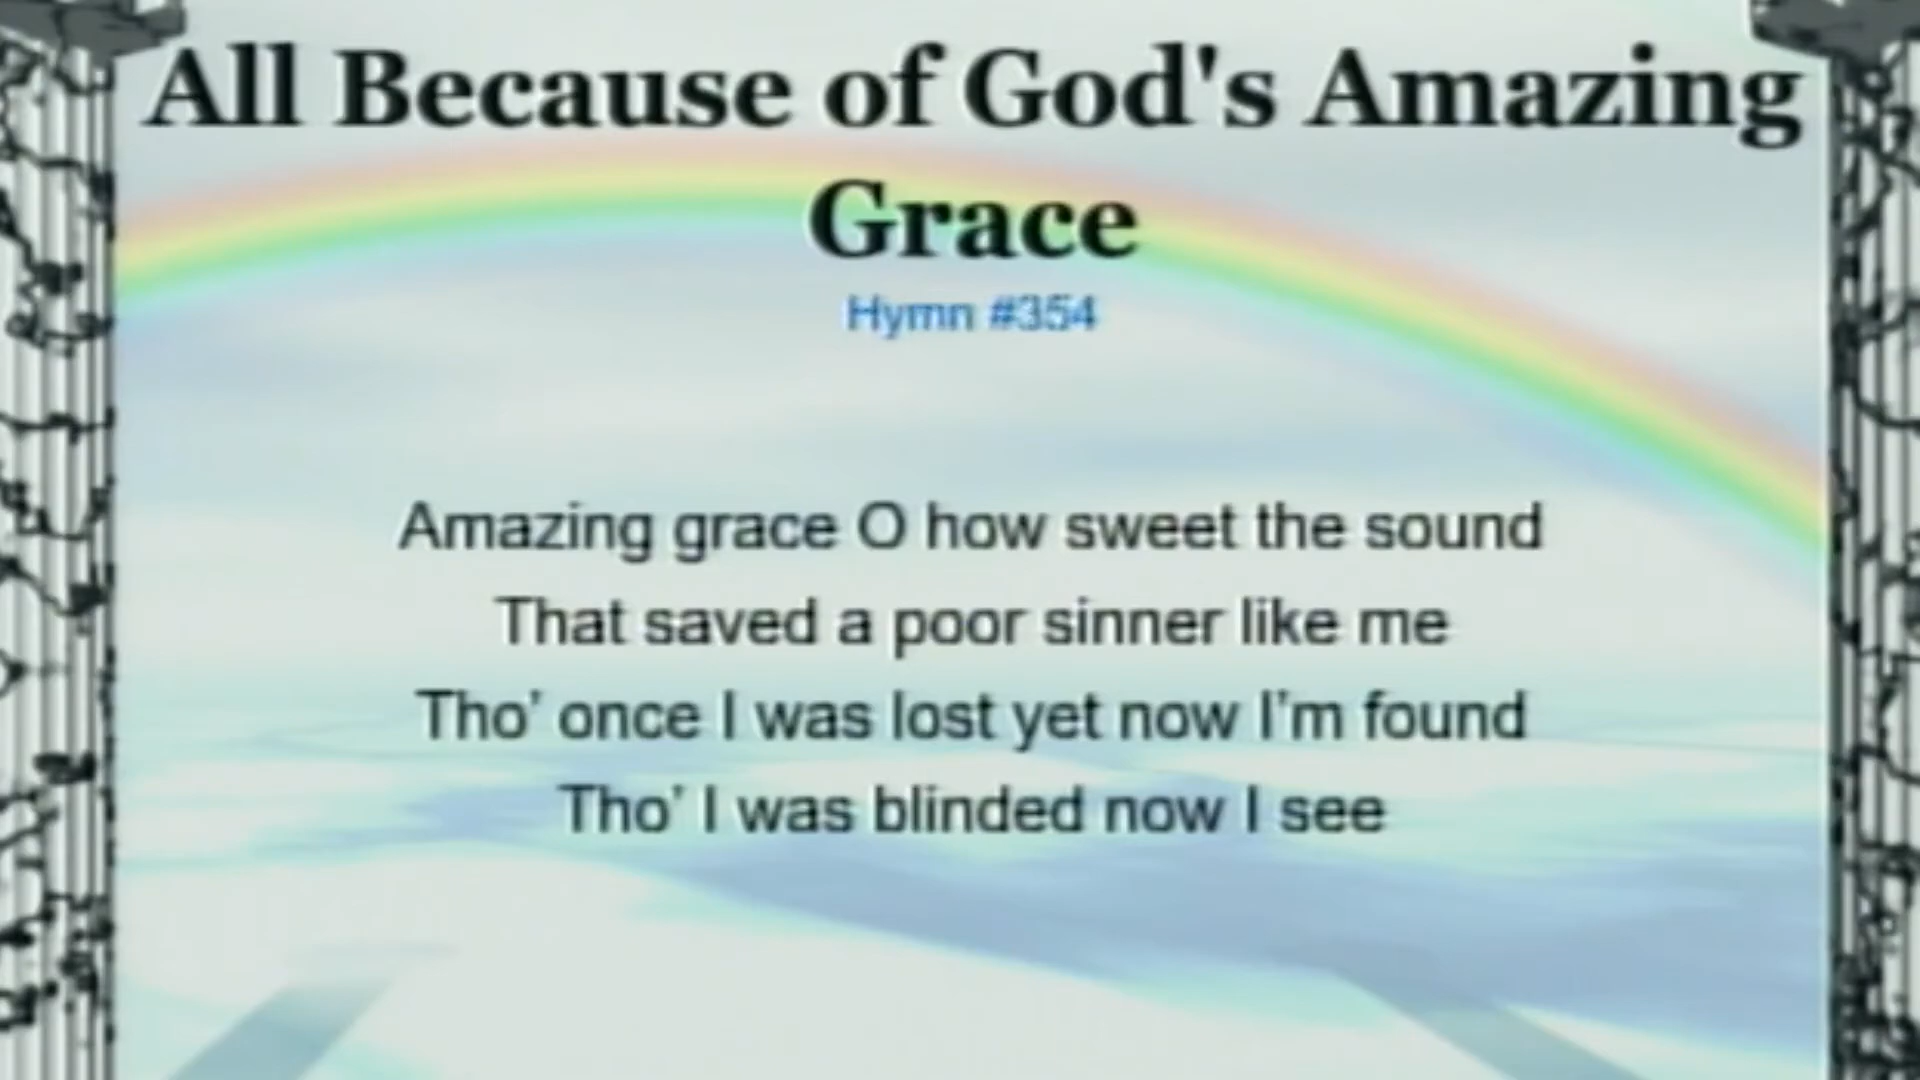 All Because of God's Amazing
Grace
Hymn #354
Amazing grace O how sweet the sound
That saved a poor sinner like me
Tho’ once I was lost yet now I’m found
Tho’ I was blinded now I see